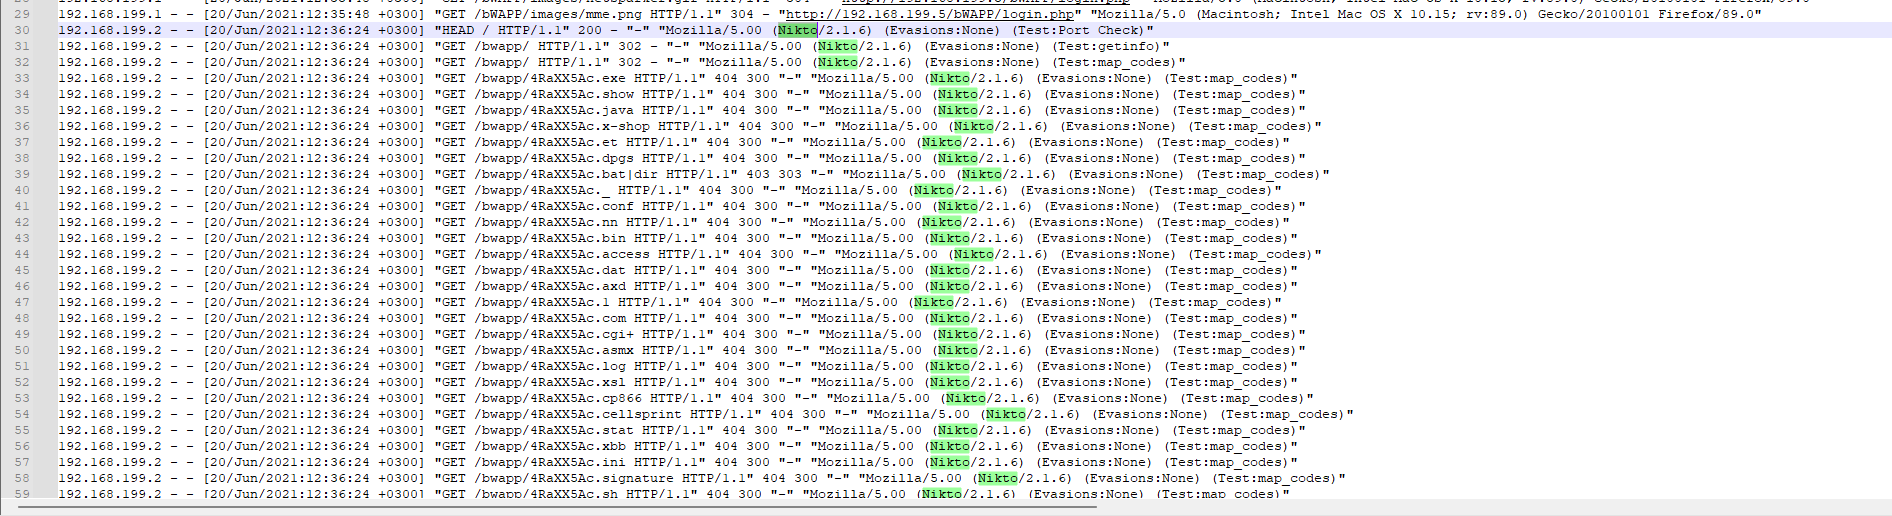 29 192.168.199.1 - - [20/Jun/2021:12:35:48 +0300] "GET /bWAPP/images/mme.png HTTP/1.1" 304 - "http://192.168.199.5/bWAPP/login.php" "Mozilla/5.0 (Macintosh; Intel Mac OS X 10.15; rv:89.0) Gecko/20100101 Firefox/89.0"
30 192.168.199.2 - - [20/Jun/2021:12:36:24 +0300] "HEAD / HTTP/1.1" 200 - "-" "Mozilla/5.00 (Nikto/2.1.6) (Evasions:None) (Test:Port Check)"
31 192.168.199.2 - - [20/Jun/2021:12:36:24 +0300] "GET /bwapp/ HTTP/1.1" 302 - "-" "Mozilla/5.00 (Nikto/2.1.6) (Evasions:None) (Test:getinfo)"
32 192.168.199.2 - - [20/Jun/2021:12:36:24 +0300] "GET /bwapp/ HTTP/1.1" 302 - "-" "Mozilla/5.00 (Nikto/2.1.6) (Evasions:None) (Test:map_codes)"
33 192.168.199.2 - - [20/Jun/2021:12:36:24 +0300] "GET /bwapp/4RaXX5Ac.exe HTTP/1.1" 404 300 "-" "Mozilla/5.00 (Nikto/2.1.6) (Evasions:None) (Test:map_codes)"
34 192.168.199.2 - - [20/Jun/2021:12:36:24 +0300] "GET /bwapp/4RaXX5Ac.show HTTP/1.1" 404 300 "-" "Mozilla/5.00 (Nikto/2.1.6) (Evasions:None) (Test:map_codes)"
35 192.168.199.2 - - [20/Jun/2021:12:36:24 +0300] "GET /bwapp/4RaXX5Ac.java HTTP/1.1" 404 300 "-" "Mozilla/5.00 (Nikto/2.1.6) (Evasions:None) (Test:map_codes)"
36 192.168.199.2 - - [20/Jun/2021:12:36:24 +0300] "GET /bwapp/4RaXX5Ac.x-shop HTTP/1.1" 404 300 "-" "Mozilla/5.00 (Nikto/2.1.6) (Evasions:None) (Test:map_codes)"
37 192.168.199.2 - - [20/Jun/2021:12:36:24 +0300] "GET /bwapp/4RaXX5Ac.et HTTP/1.1" 404 300 "-" "Mozilla/5.00 (Nikto/2.1.6) (Evasions:None) (Test:map_codes)"
38 192.168.199.2 - - [20/Jun/2021:12:36:24 +0300] "GET /bwapp/4RaXX5Ac.dpgs HTTP/1.1" 404 300 "-" "Mozilla/5.00 (Nikto/2.1.6) (Evasions:None) (Test:map_codes)"
39 192.168.199.2 - - [20/Jun/2021:12:36:24 +0300] "GET /bwapp/4RaXX5Ac.bat|dir HTTP/1.1" 403 303 "-" "Mozilla/5.00 (Nikto/2.1.6) (Evasions:None) (Test:map_codes)"
40 192.168.199.2 - - [20/Jun/2021:12:36:24 +0300] "GET /bwapp/4RaXX5Ac._ HTTP/1.1" 404 300 "-" "Mozilla/5.00 (Nikto/2.1.6) (Evasions:None) (Test:map_codes)"
41 192.168.199.2 - - [20/Jun/2021:12:36:24 +0300] "GET /bwapp/4RaXX5Ac.conf HTTP/1.1" 404 300 "-" "Mozilla/5.00 (Nikto/2.1.6) (Evasions:None) (Test:map_codes)"
42 192.168.199.2 - - [20/Jun/2021:12:36:24 +0300] "GET /bwapp/4RaXX5Ac.nn HTTP/1.1" 404 300 "-" "Mozilla/5.00 (Nikto/2.1.6) (Evasions:None) (Test:map_codes)"
43 192.168.199.2 - - [20/Jun/2021:12:36:24 +0300] "GET /bwapp/4RaXX5Ac.bin HTTP/1.1" 404 300 "-" "Mozilla/5.00 (Nikto/2.1.6) (Evasions:None) (Test:map_codes)"
44 192.168.199.2 - - [20/Jun/2021:12:36:24 +0300] "GET /bwapp/4RaXX5Ac.access HTTP/1.1" 404 300 "-" "Mozilla/5.00 (Nikto/2.1.6) (Evasions:None) (Test:map_codes)"
45 192.168.199.2 - - [20/Jun/2021:12:36:24 +0300] "GET /bwapp/4RaXX5Ac.dat HTTP/1.1" 404 300 "-" "Mozilla/5.00 (Nikto/2.1.6) (Evasions:None) (Test:map_codes)"
46 192.168.199.2 - - [20/Jun/2021:12:36:24 +0300] "GET /bwapp/4RaXX5Ac.axd HTTP/1.1" 404 300 "-" "Mozilla/5.00 (Nikto/2.1.6) (Evasions:None) (Test:map_codes)"
47 192.168.199.2 - - [20/Jun/2021:12:36:24 +0300] "GET /bwapp/4RaXX5Ac.l HTTP/1.1" 404 300 "-" "Mozilla/5.00 (Nikto/2.1.6) (Evasions:None) (Test:map_codes)"
48 192.168.199.2 - - [20/Jun/2021:12:36:24 +0300] "GET /bwapp/4RaXX5Ac.com HTTP/1.1" 404 300 "-" "Mozilla/5.00 (Nikto/2.1.6) (Evasions:None) (Test:map_codes)"
49 192.168.199.2 - - [20/Jun/2021:12:36:24 +0300] "GET /bwapp/4RaXX5Ac.cgi+ HTTP/1.1" 404 300 "-" "Mozilla/5.00 (Nikto/2.1.6) (Evasions:None) (Test:map_codes)"
50 192.168.199.2 - - [20/Jun/2021:12:36:24 +0300] "GET /bwapp/4RaXX5Ac.asmx HTTP/1.1" 404 300 "-" "Mozilla/5.00 (Nikto/2.1.6) (Evasions:None) (Test:map_codes)"
51 192.168.199.2 - - [20/Jun/2021:12:36:24 +0300] "GET /bwapp/4RaXX5Ac.log HTTP/1.1" 404 300 "-" "Mozilla/5.00 (Nikto/2.1.6) (Evasions:None) (Test:map_codes)"
52 192.168.199.2 - - [20/Jun/2021:12:36:24 +0300] "GET /bwapp/4RaXX5Ac.xsl HTTP/1.1" 404 300 "-" "Mozilla/5.00 (Nikto/2.1.6) (Evasions:None) (Test:map_codes)"
53 192.168.199.2 - - [20/Jun/2021:12:36:24 +0300] "GET /bwapp/4RaXX5Ac.cp866 HTTP/1.1" 404 300 "-" "Mozilla/5.00 (Nikto/2.1.6) (Evasions:None) (Test:map_codes)"
54 192.168.199.2 - - [20/Jun/2021:12:36:24 +0300] "GET /bwapp/4RaXX5Ac.cellsprint HTTP/1.1" 404 300 "-" "Mozilla/5.00 (Nikto/2.1.6) (Evasions:None) (Test:map_codes)"
55 192.168.199.2 - - [20/Jun/2021:12:36:24 +0300] "GET /bwapp/4RaXX5Ac.stat HTTP/1.1" 404 300 "-" "Mozilla/5.00 (Nikto/2.1.6) (Evasions:None) (Test:map_codes)"
56 192.168.199.2 - - [20/Jun/2021:12:36:24 +0300] "GET /bwapp/4RaXX5Ac.xbb HTTP/1.1" 404 300 "-" "Mozilla/5.00 (Nikto/2.1.6) (Evasions:None) (Test:map_codes)"
57 192.168.199.2 - - [20/Jun/2021:12:36:24 +0300] "GET /bwapp/4RaXX5Ac.ini HTTP/1.1" 404 300 "-" "Mozilla/5.00 (Nikto/2.1.6) (Evasions:None) (Test:map_codes)"
58 192.168.199.2 - - [20/Jun/2021:12:36:24 +0300] "GET /bwapp/4RaXX5Ac.signature HTTP/1.1" 404 300 "-" "Mozilla/5.00 (Nikto/2.1.6) (Evasions:None) (Test:map_codes)"
59 192.168.199.2 - - [20/Jun/2021:12:36:24 +0300] "GET /bwapp/4RaXX5Ac.sh HTTP/1.1" 404 300 "-" "Mozilla/5.00 (Nikto/2.1.6) (Evasions:None) (Test:map_codes)"